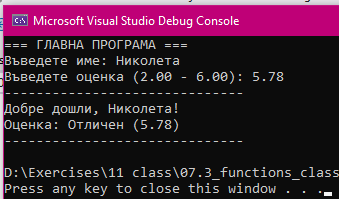 Microsoft Visual Studio Debug Console
=== ГЛАВНА ПРОГРАМА ===
Въведете име: Николета
Въведете оценка (2.00 - 6.00): 5.78
------------------------------
Добре дошли, Николета!
Оценка: Отличен (5.78)
------------------------------
D:\Exercises\11 class\07.3_functions_class
Press any key to close this window . . .